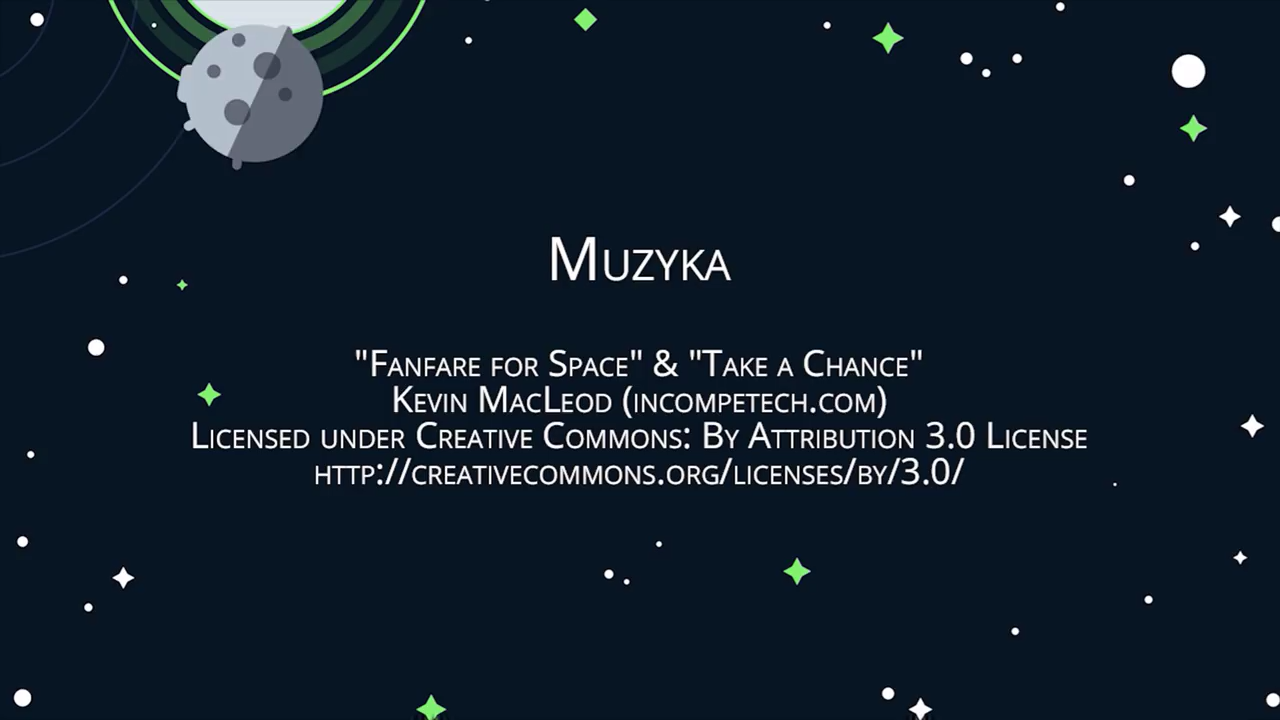 Muzyka
"Fanfare for Space" & "Take a Chance"
Kevin MacLeod (incompetech.com)
Licensed under Creative Commons: By Attribution 3.0 License
http://creativecommons.org/licenses/by/3.0/